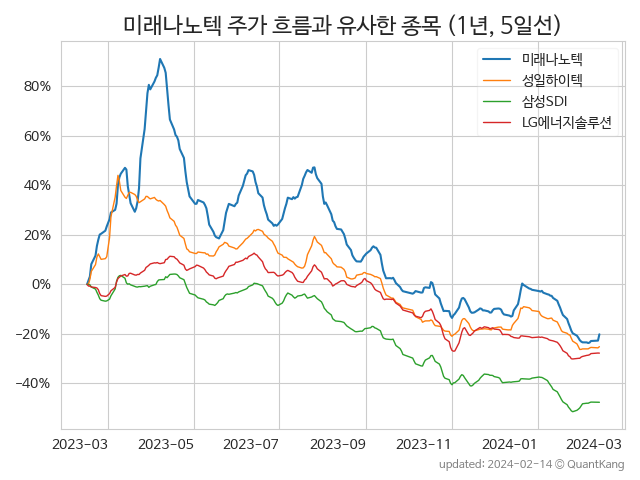 미래나노텍 주가 흐름과 유사한 종목 (1년, 5일선)
미래나노텍
성일하이텍
삼성SDI
LG에너지솔루션
80%
60%
40%
20%
0%
−20%
−40%
2023-03 2023-05 2023-07 2023-09 2023-11 2024-01 2024-03
updated: 2024-02-14 © QuantKang